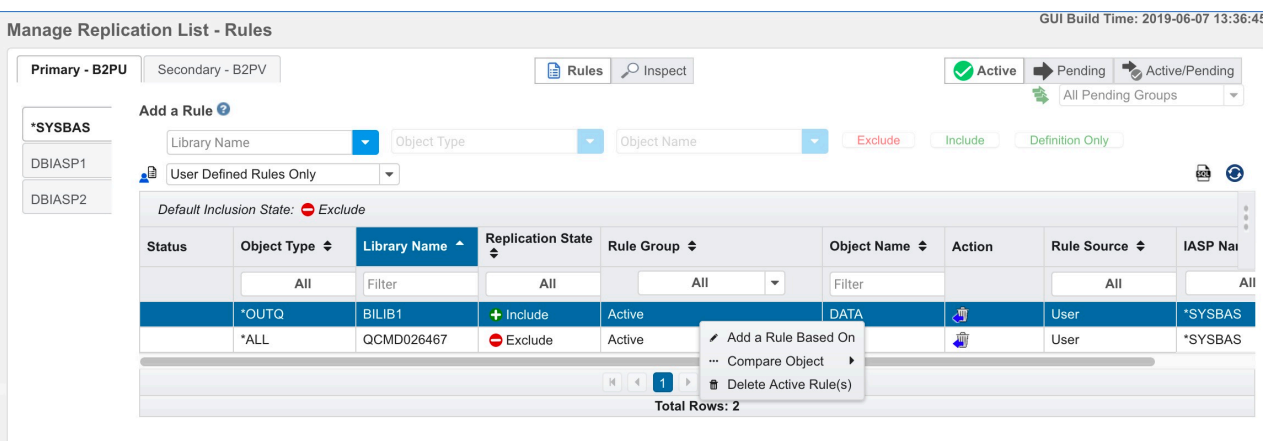 GUI Build Time: 2019-06-07 13:36:45
Manage Replication List - Rules
Primary - B2PU Secondary - B2PV Rules Inspect Active Pending Active/Pending
All Pending Groups
Add a Rule ?
*SYSBAS
DBIASP1
DBIASP2
Library Name Object Type Object Name Exclude Include Definition Only
User Defined Rules Only SQL
Default Inclusion State: Exclude
Status Object Type Library Name Replication State Rule Group Object Name Action Rule Source IASP Nar
All Filter All All Filter All All
*OUTQ BILIB1 Include Active DATA User *SYSBAS
*ALL QCMD026467 Exclude Active User *SYSBAS
Add a Rule Based On
Compare Object
Delete Active Rule(s)
1
Total Rows: 2